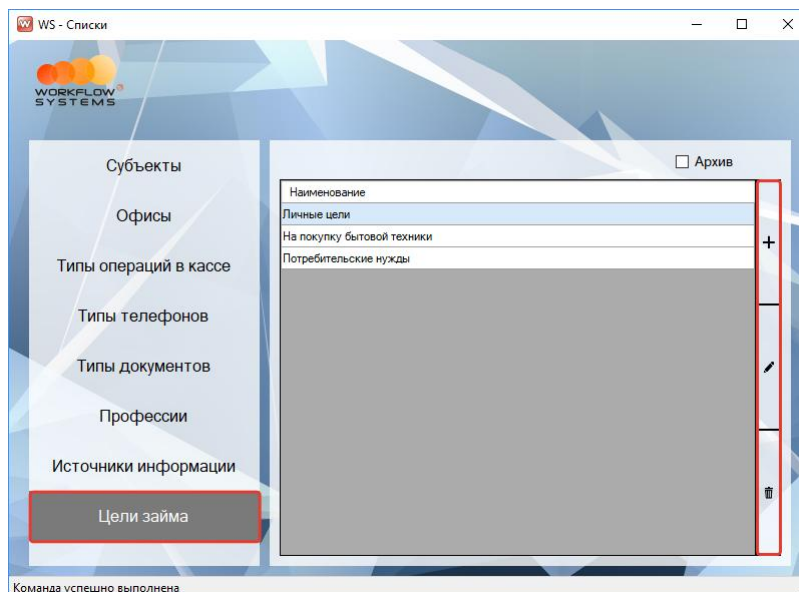 WS - Списки
WORKFLOW®
SYSTEMS
Субъекты
Офисы
Типы операций в кассе
Типы телефонов
Типы документов
Профессии
Источники информации
Цели займа
Архив
Наименование
Личные цели
На покупку бытовой техники
Потребительские нужды
Команда успешно выполнена